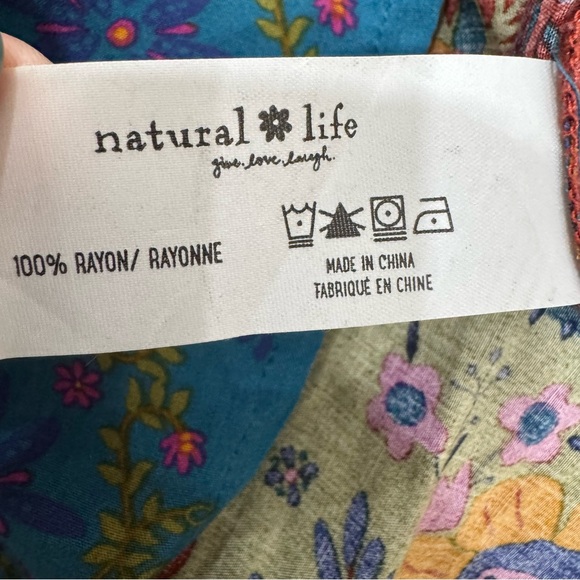 natural life
give. love. laugh.
100% RAYON/ RAYONNE
MADE IN CHINA
FABRIQUÉ EN CHINE